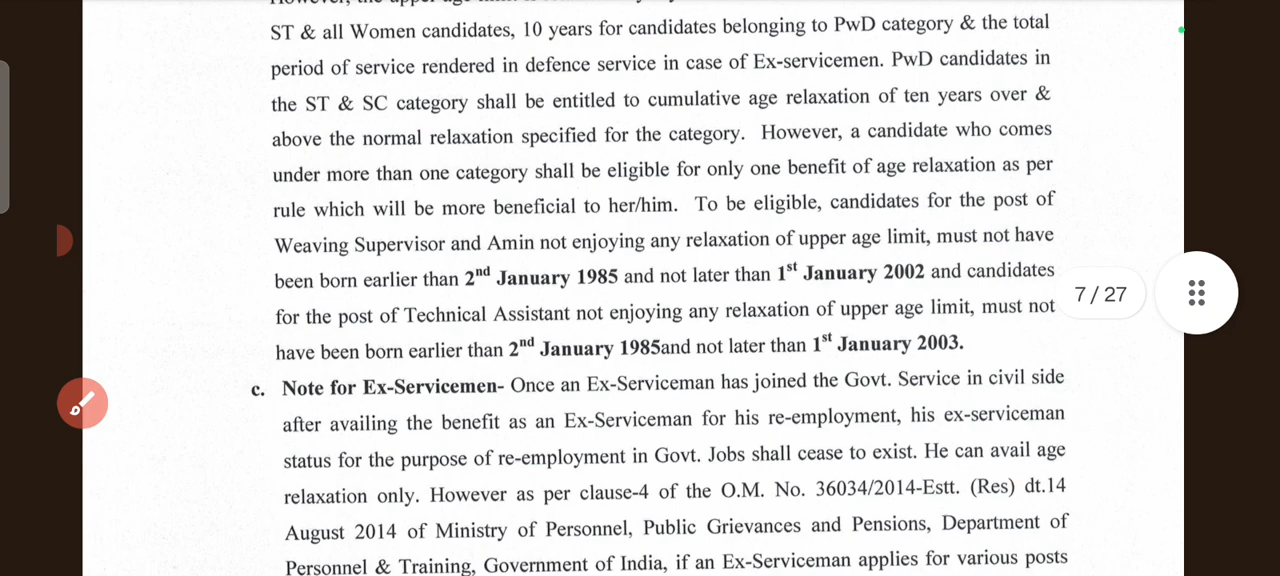 ST & all Women candidates, 10 years for candidates belonging to PwD category & the total
period of service rendered in defence service in case of Ex-servicemen. PwD candidates in
the ST & SC category shall be entitled to cumulative age relaxation of ten years over &
above the normal relaxation specified for the category. However, a candidate who comes
under more than one category shall be eligible for only one benefit of age relaxation as per
rule which will be more beneficial to her/him. To be eligible, candidates for the post of
Weaving Supervisor and Amin not enjoying any relaxation of upper age limit, must not have
been born earlier than 2nd January 1985 and not later than 1st January 2002 and candidates
for the post of Technical Assistant not enjoying any relaxation of upper age limit, must not
have been born earlier than 2nd January 1985and not later than 1st January 2003.
7 / 27
c. Note for Ex-Servicemen- Once an Ex-Serviceman has joined the Govt. Service in civil side
after availing the benefit as an Ex-Serviceman for his re-employment, his ex-serviceman
status for the purpose of re-employment in Govt. Jobs shall cease to exist. He can avail age
relaxation only. However as per clause-4 of the O.M. No. 36034/2014-Estt. (Res) dt.14
August 2014 of Ministry of Personnel, Public Grievances and Pensions, Department of
Personnel & Training, Government of India, if an Ex-Serviceman applies for various posts